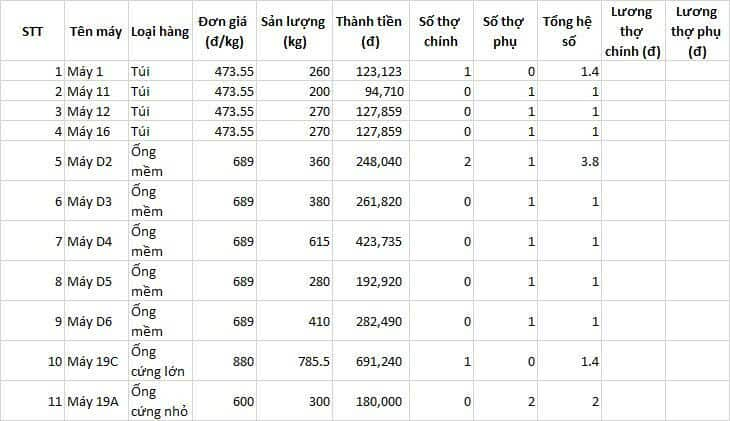 STT Tên máy Loại hàng Đơn giá (đ/kg) Sản lượng (kg) Thành tiền (đ) Số thợ chính Số thợ phụ Tổng hệ số Lương thợ chính (đ) Lương thợ phụ (đ)
1 Máy 1 Túi 473.55 260 123,123 1 0 1.4
2 Máy 11 Túi 473.55 200 94,710 0 1 1
3 Máy 12 Túi 473.55 270 127,859 0 1 1
4 Máy 16 Túi 473.55 270 127,859 0 1 1
5 Máy D2 Ống mềm 689 360 248,040 2 1 3.8
6 Máy D3 Ống mềm 689 380 261,820 0 1 1
7 Máy D4 Ống mềm 689 615 423,735 0 1 1
8 Máy D5 Ống mềm 689 280 192,920 0 1 1
9 Máy D6 Ống mềm 689 410 282,490 0 1 1
10 Máy 19C Ống cứng lớn 880 785.5 691,240 1 0 1.4
11 Máy 19A Ống cứng nhỏ 600 300 180,000 0 2 2